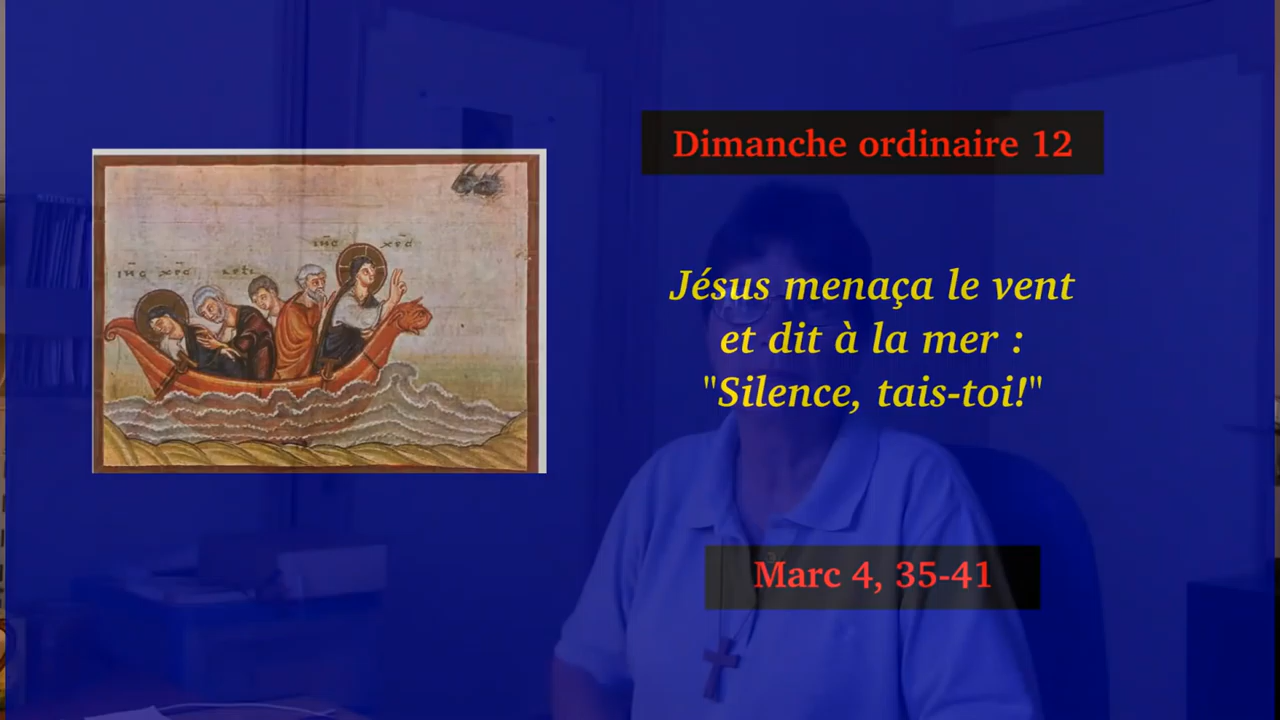 Dimanche ordinaire 12
Jésus menaça le vent
et dit à la mer :
"Silence, tais-toi!"
Marc 4, 35-41